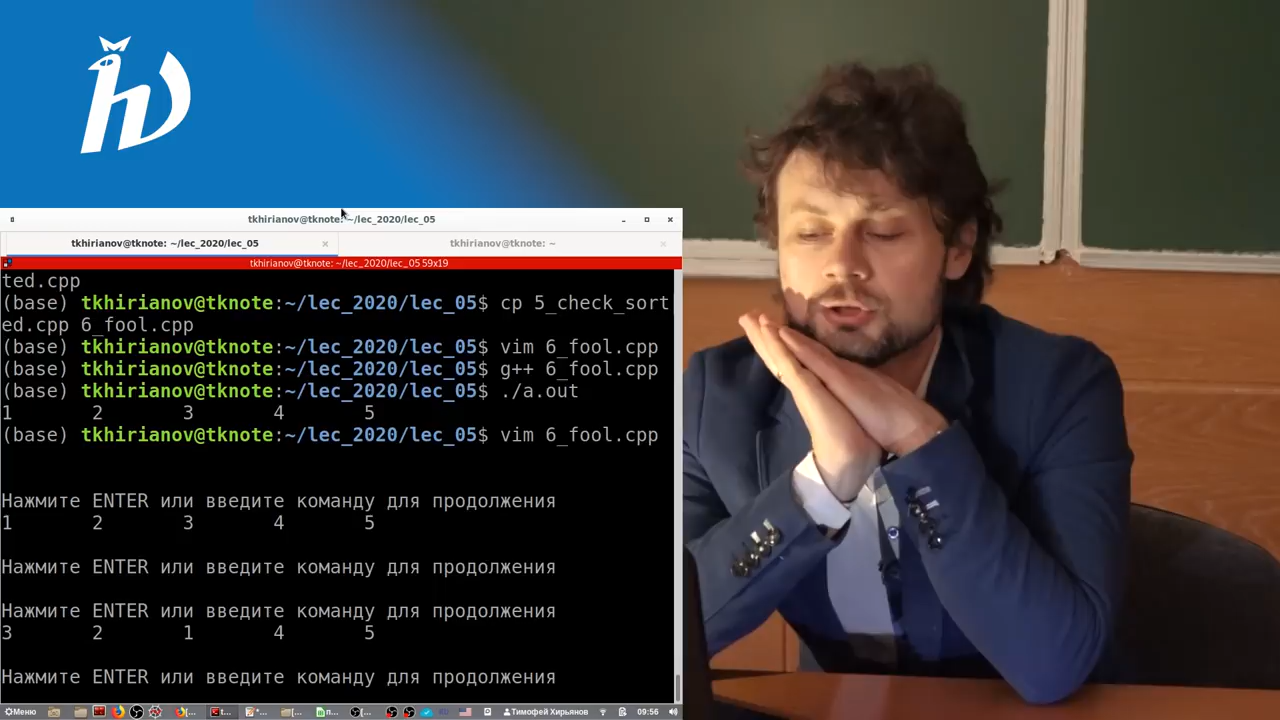 tkhirianov@tknote: ~/lec_2020/lec_05
tkhirianov@tknote: ~/lec_2020/lec_05
tkhirianov@tknote: ~
tkhirianov@tknote: ~/lec_2020/lec_05 59x19
ted.cpp
(base) tkhirianov@tknote:~/lec_2020/lec_05$ cp 5_check_sort
ed.cpp 6_fool.cpp
(base) tkhirianov@tknote:~/lec_2020/lec_05$ vim 6_fool.cpp
(base) tkhirianov@tknote:~/lec_2020/lec_05$ g++ 6_fool.cpp
(base) tkhirianov@tknote:~/lec_2020/lec_05$ ./a.out
1 2 3 4 5
(base) tkhirianov@tknote:~/lec_2020/lec_05$ vim 6_fool.cpp
Нажмите ENTER или введите команду для продолжения
1 2 3 4 5
Нажмите ENTER или введите команду для продолжения
Нажмите ENTER или введите команду для продолжения
3 2 1 4 5
Нажмите ENTER или введите команду для продолжения
Меню
Тимофей Хирьянов
09:56